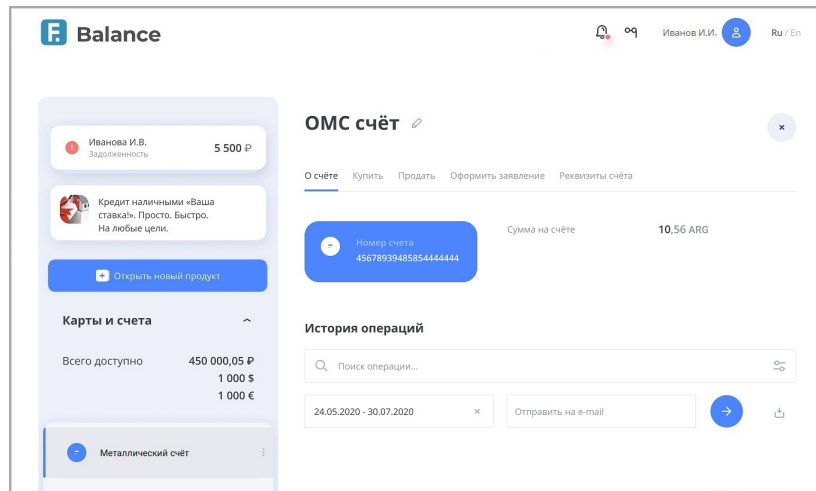 F. Balance
Иванов И.И.
Ru / En
Иванова И.В.
Задолженность
5 500 ₽
Кредит наличными «Ваша
ставка!». Просто. Быстро.
На любые цели.
Открыть новый продукт
Карты и счета
Всего доступно
450 000,05 ₽
1 000 $
1 000 €
Металлический счёт
ОМС счёт
О счёте Купить Продать Оформить заявление Реквизиты счёта
Номер счета
45678939485854444444
Сумма на счёте
10,56 ARG
История операций
Поиск операции...
24.05.2020 - 30.07.2020
Отправить на e-mail